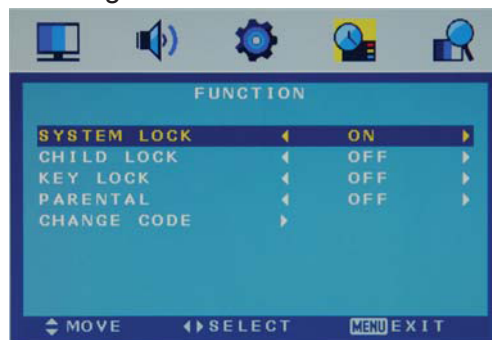 FUNCTION
SYSTEM LOCK ON
CHILD LOCK OFF
KEY LOCK OFF
PARENTAL OFF
CHANGE CODE
MOVE SELECT MENU EXIT